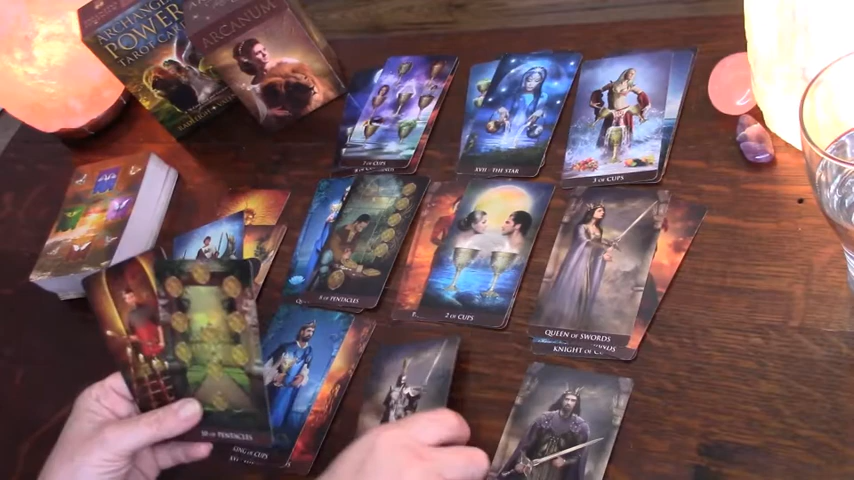 ARCHANGEL
POWER
TAROT CARDS
ARCANUM
7 OF CUPS
XVII · THE STAR
3 OF CUPS
8 OF PENTACLES
2 OF CUPS
QUEEN OF SWORDS
KNIGHT OF
10 OF PENTACLES
KING OF CUPS